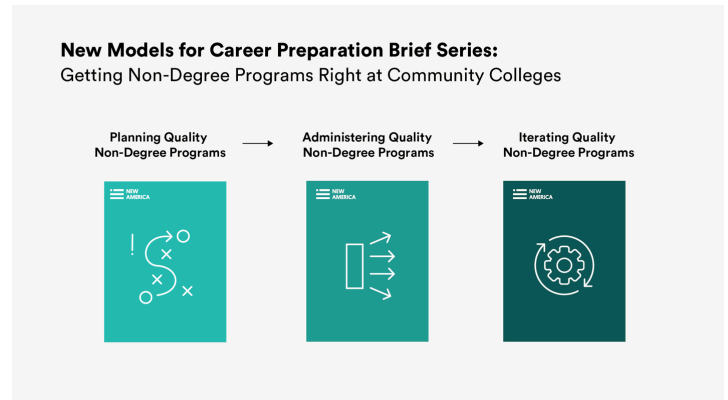 New Models for Career Preparation Brief Series:
Getting Non-Degree Programs Right at Community Colleges
Planning Quality
Non-Degree Programs
Administering Quality
Non-Degree Programs
Iterating Quality
Non-Degree Programs
NEW
AMERICA
NEW
AMERICA
NEW
AMERICA